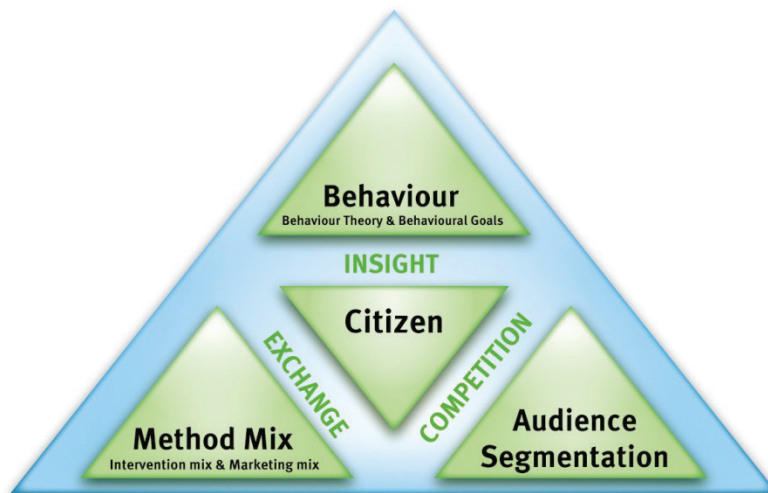 Behaviour
Behaviour Theory & Behavioural Goals
INSIGHT
Citizen
EXCHANGE
COMPETITION
Method Mix
Intervention mix & Marketing mix
Audience
Segmentation